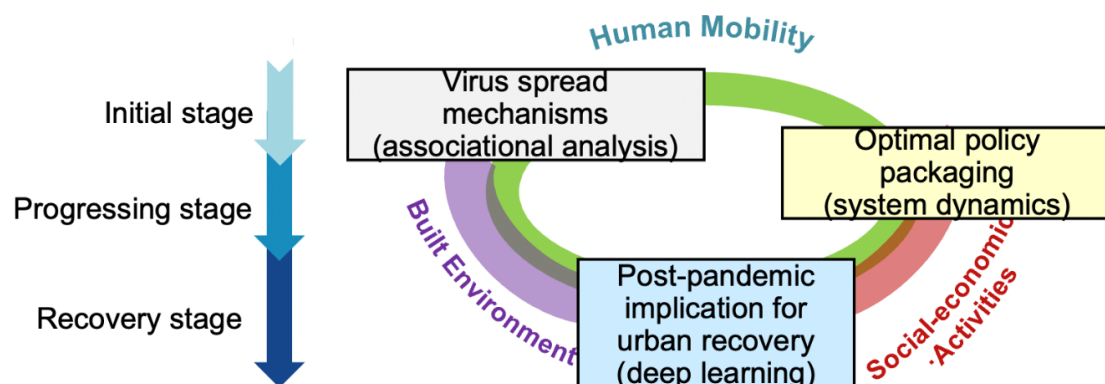 Human Mobility
Virus spread
mechanisms
(associational analysis)
Initial stage
Optimal policy
packaging
(system dynamics)
Progressing stage
Built Environment
Social-economic
·Activities
Post-pandemic
implication for
urban recovery
(deep learning)
Recovery stage